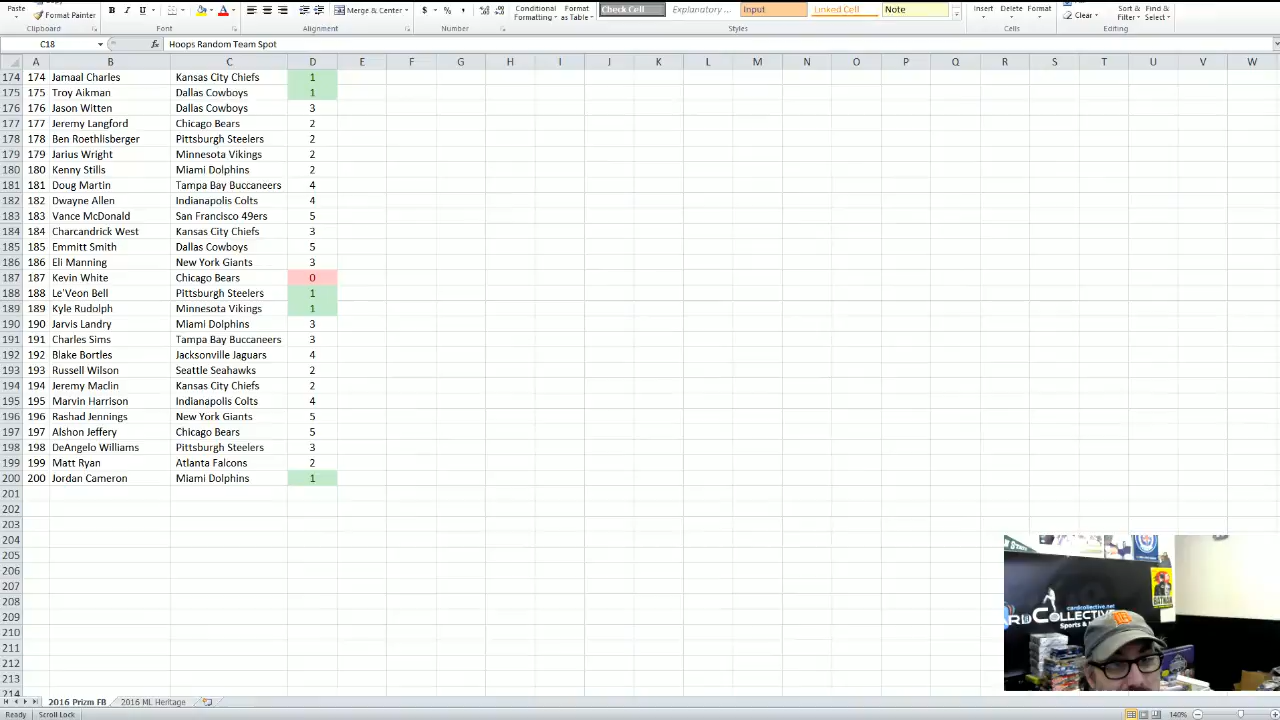 Paste
Format Painter
B I U
Merge & Center
$ % ,
Conditional Formatting
Format as Table
Check Cell
Explanatory ...
Input
Linked Cell
Note
Insert
Delete
Format
Clear
Sort & Filter
Find & Select
Clipboard
Font
Alignment
Number
Styles
Cells
Editing
C18
fx
Hoops Random Team Spot
A B C D E F G H I J K L M N O P Q R S T U V W
174 174 Jamaal Charles Kansas City Chiefs 1
175 175 Troy Aikman Dallas Cowboys 1
176 176 Jason Witten Dallas Cowboys 3
177 177 Jeremy Langford Chicago Bears 2
178 178 Ben Roethlisberger Pittsburgh Steelers 2
179 179 Jarius Wright Minnesota Vikings 2
180 180 Kenny Stills Miami Dolphins 2
181 181 Doug Martin Tampa Bay Buccaneers 4
182 182 Dwayne Allen Indianapolis Colts 4
183 183 Vance McDonald San Francisco 49ers 5
184 184 Charcandrick West Kansas City Chiefs 3
185 185 Emmitt Smith Dallas Cowboys 5
186 186 Eli Manning New York Giants 3
187 187 Kevin White Chicago Bears 0
188 188 Le'Veon Bell Pittsburgh Steelers 1
189 189 Kyle Rudolph Minnesota Vikings 1
190 190 Jarvis Landry Miami Dolphins 3
191 191 Charles Sims Tampa Bay Buccaneers 3
192 192 Blake Bortles Jacksonville Jaguars 4
193 193 Russell Wilson Seattle Seahawks 2
194 194 Jeremy Maclin Kansas City Chiefs 2
195 195 Marvin Harrison Indianapolis Colts 4
196 196 Rashad Jennings New York Giants 5
197 197 Alshon Jeffery Chicago Bears 5
198 198 DeAngelo Williams Pittsburgh Steelers 3
199 199 Matt Ryan Atlanta Falcons 2
200 200 Jordan Cameron Miami Dolphins 1
201
202
203
204
205
206
207
208
209
210
211
212
213
214
cardcollective.net
ARDCOLLECTIVE
Sports &
BATMAN
2016 Prizm FB
2016 ML Heritage
Ready
Scroll Lock
140%